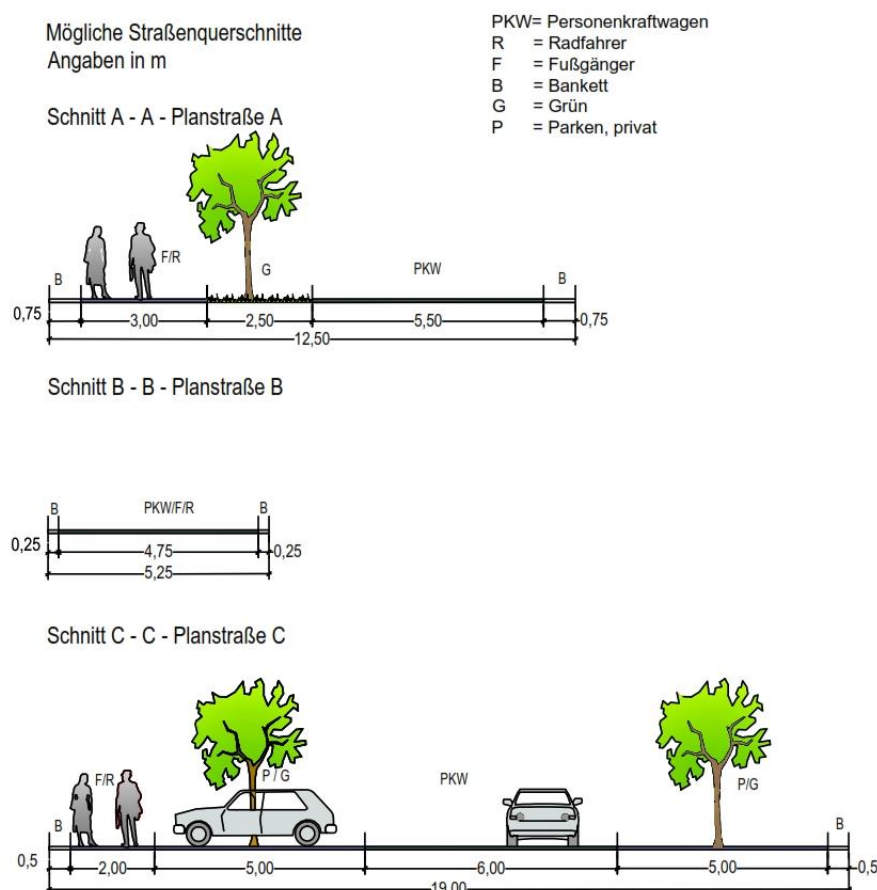 Mögliche Straßenquerschnitte
Angaben in m
PKW= Personenkraftwagen
R = Radfahrer
F = Fußgänger
B = Bankett
G = Grün
P = Parken, privat
Schnitt A - A - Planstraße A
B F/R G PKW B
0,75 3,00 2,50 5,50 0,75
12,50
Schnitt B - B - Planstraße B
B PKW/F/R B
0,25 4,75 0,25
5,25
Schnitt C - C - Planstraße C
B F/R P / G PKW P/G B
0,5 2,00 5,00 6,00 5,00 0,5
19,00